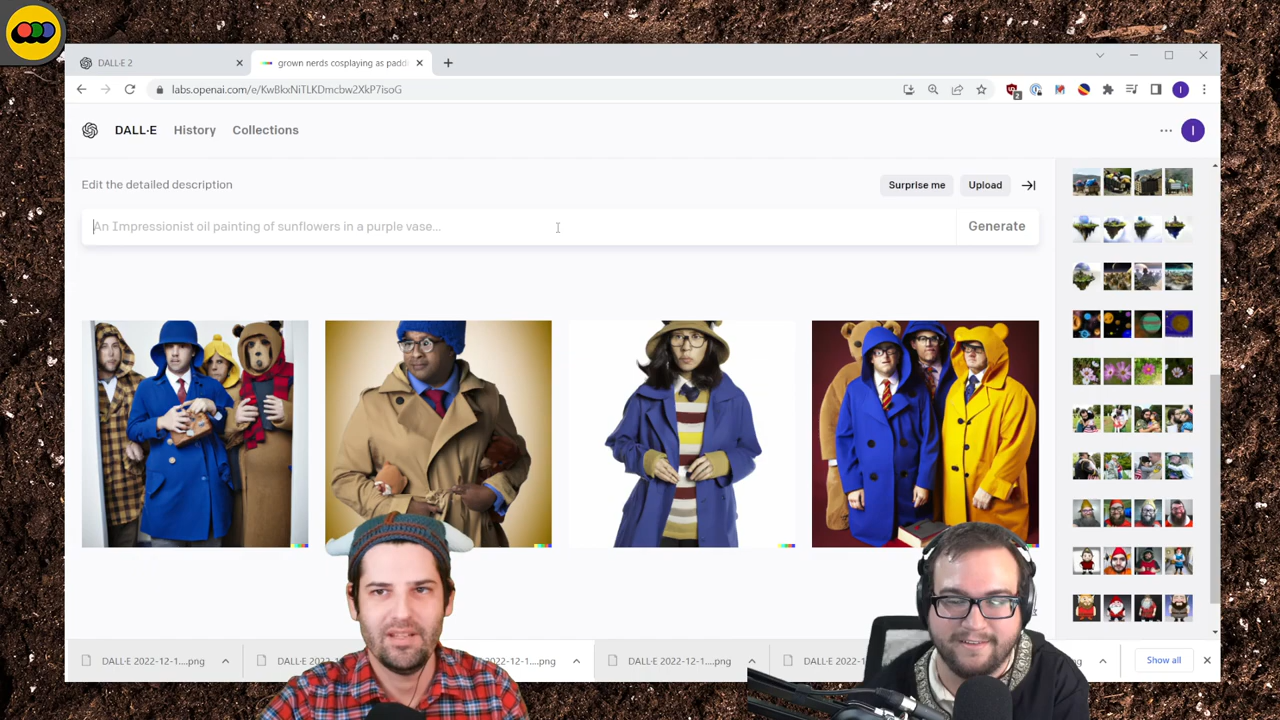 DALL·E 2
grown nerds cosplaying as padd
labs.openai.com/e/KwBkxNiTLKDmcbw2XkP7isoG
2
I
DALL·E
History
Collections
I
Edit the detailed description
Surprise me
Upload
An Impressionist oil painting of sunflowers in a purple vase...
Generate
DALL·E 2022-12-1....png
DALL·E 2022-12-1....png
DALL·E 2022-12-1
ng
Show all